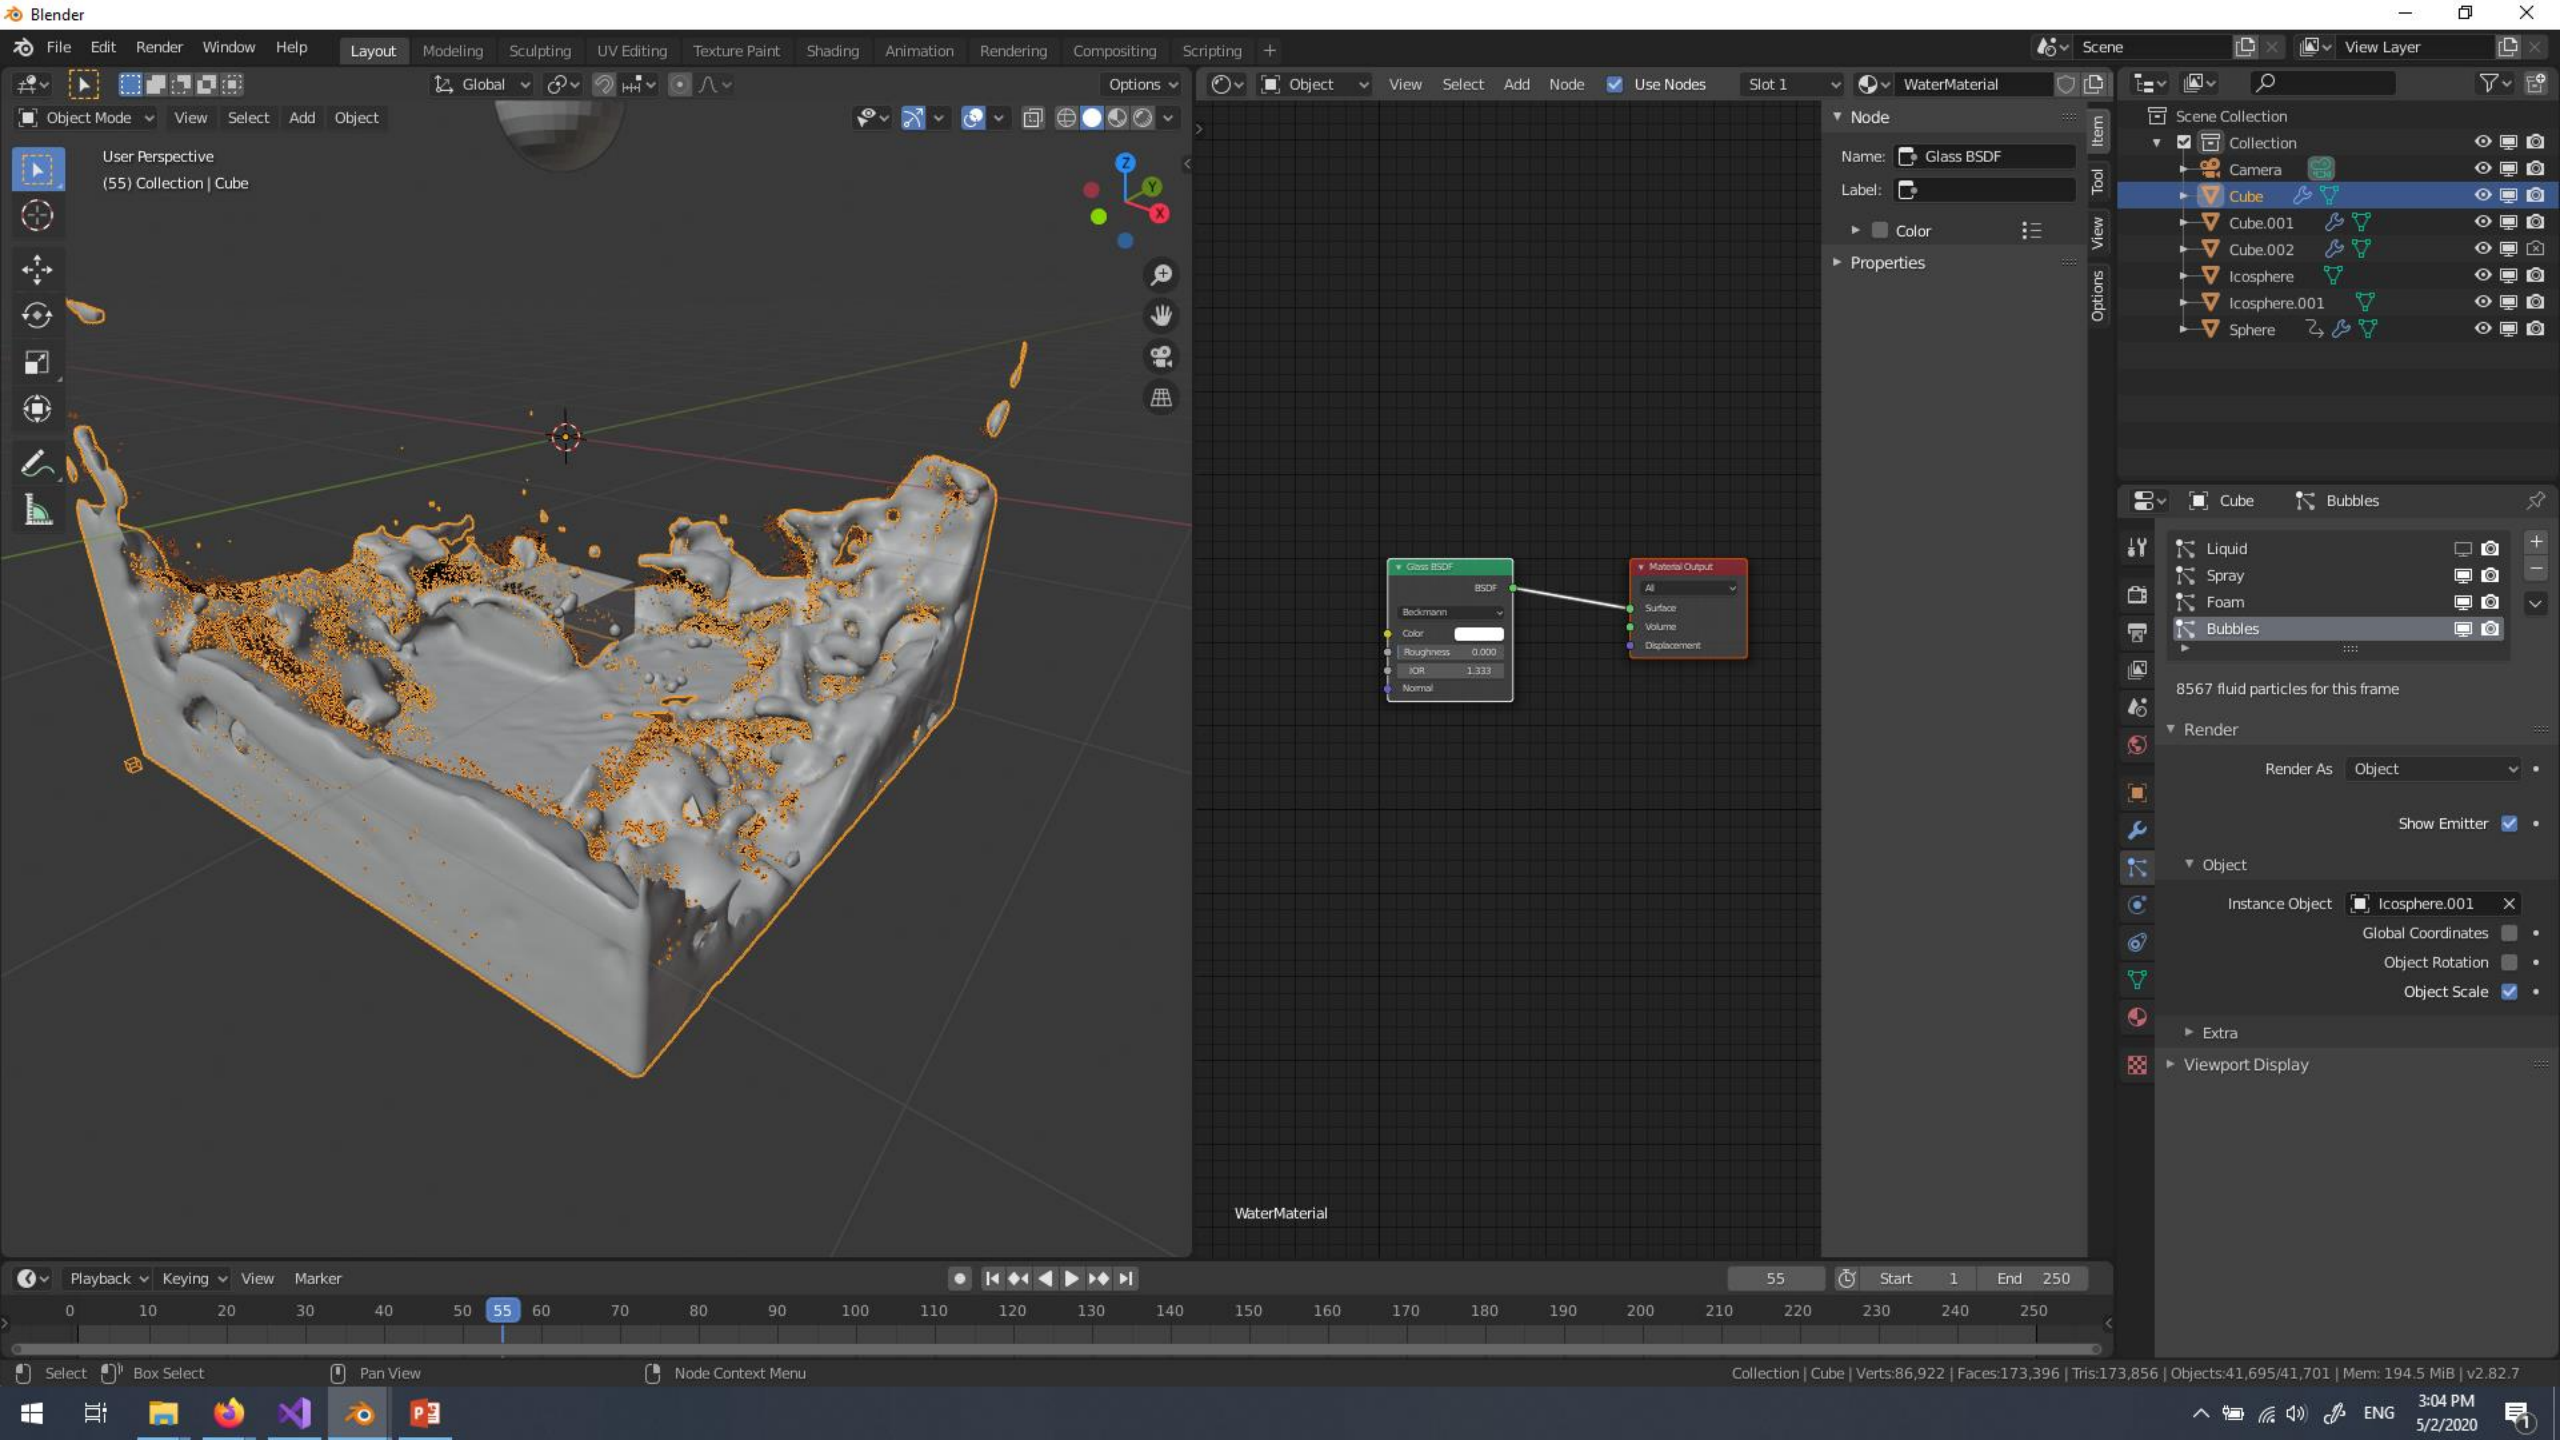 Blender
File Edit Render Window Help Layout Modeling Sculpting UV Editing Texture Paint Shading Animation Rendering Compositing Scripting + Scene View Layer
Global Options Object View Select Add Node Use Nodes Slot 1 WaterMaterial
Object Mode View Select Add Object
User Perspective
(55) Collection | Cube
Z
Y
X
Node
Name: Glass BSDF
Label:
Color
Properties
Item
Tool
View
Options
Glass BSDF
BSDF
Beckmann
Color
Roughness 0.000
IOR 1.333
Normal
Material Output
All
Surface
Volume
Displacement
WaterMaterial
Scene Collection
Collection
Camera
Cube
Cube.001
Cube.002
Icosphere
Icosphere.001
Sphere
Cube Bubbles
Liquid
Spray
Foam
Bubbles
8567 fluid particles for this frame
Render
Render As Object
Show Emitter
Object
Instance Object Icosphere.001
Global Coordinates
Object Rotation
Object Scale
Extra
Viewport Display
Playback Keying View Marker 55 Start 1 End 250
0 10 20 30 40 50 55 60 70 80 90 100 110 120 130 140 150 160 170 180 190 200 210 220 230 240 250
Select Box Select Pan View Node Context Menu Collection | Cube | Verts:86,922 | Faces:173,396 | Tris:173,856 | Objects:41,695/41,701 | Mem: 194.5 MiB | v2.82.7
ENG
3:04 PM
5/2/2020
1